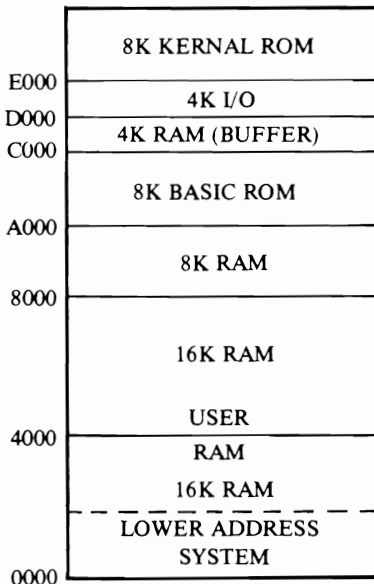 8K KERNAL ROM
E000
4K I/O
D000
4K RAM (BUFFER)
C000
8K BASIC ROM
A000
8K RAM
8000
16K RAM
USER
4000
RAM
16K RAM
LOWER ADDRESS
SYSTEM
0000